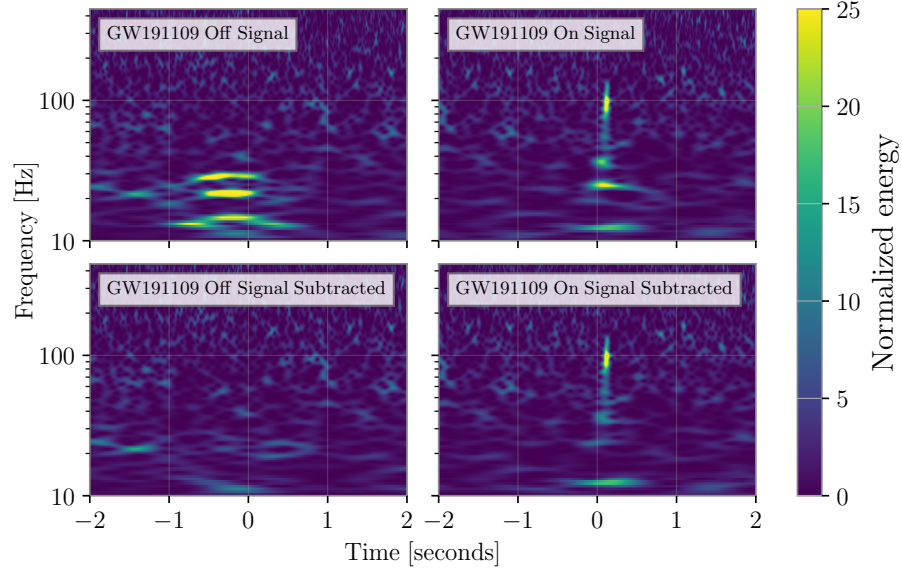 GW191109 Off Signal
GW191109 On Signal
100
10
GW191109 Off Signal Subtracted
GW191109 On Signal Subtracted
100
10
Frequency [Hz]
−2 −1 0 1 2
−2 −1 0 1 2
Time [seconds]
25
20
15
10
5
0
Normalized energy